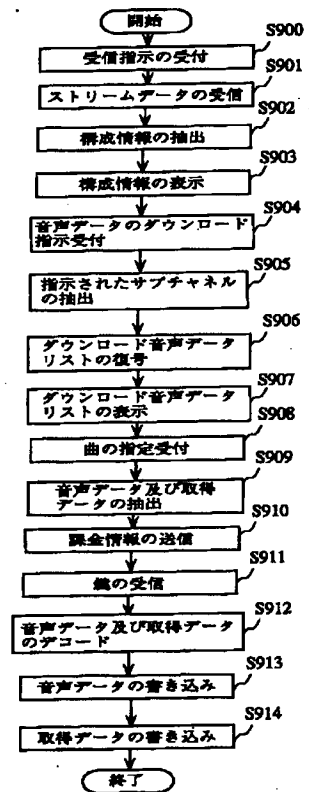 開始
S900
受信指示の受付
S901
ストリームデータの受信
S902
構成情報の抽出
S903
構成情報の表示
S904
音声データのダウンロード
指示受付
S905
指示されたサブチャネル
の抽出
S906
ダウンロード音声データ
リストの復号
S907
ダウンロード音声データ
リストの表示
S908
曲の指定受付
S909
音声データ及び取得
データの抽出
S910
課金情報の送信
S911
鍵の受信
S912
音声データ及び取得データ
のデコード
S913
音声データの書き込み
S914
取得データの書き込み
終了